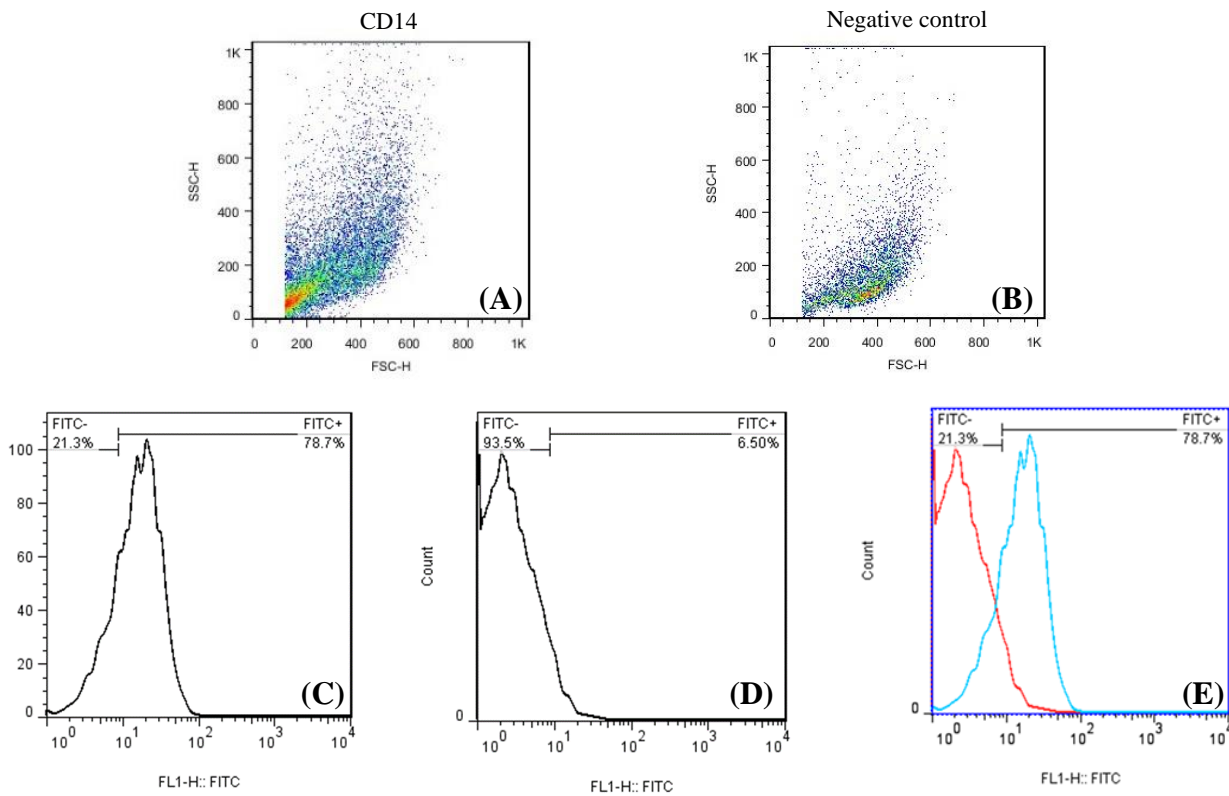 CD14
Negative control
1K
800
600
400
200
0
SSC-H
0 200 400 600 800 1K
FSC-H
(A)
1K
800
600
400
200
0
SSC-H
0 200 400 600 800 1K
FSC-H
(B)
FITC-
21.3%
FITC+
78.7%
100
80
60
40
20
0
10^0 10^1 10^2 10^3 10^4
FL1-H:: FITC
(C)
FITC-
93.5%
FITC+
6.50%
Count
0
10^0 10^1 10^2 10^3 10^4
FL1-H:: FITC
(D)
FITC-
21.3%
FITC+
78.7%
Count
0
10^0 10^1 10^2 10^3 10^4
FL1-H:: FITC
(E)